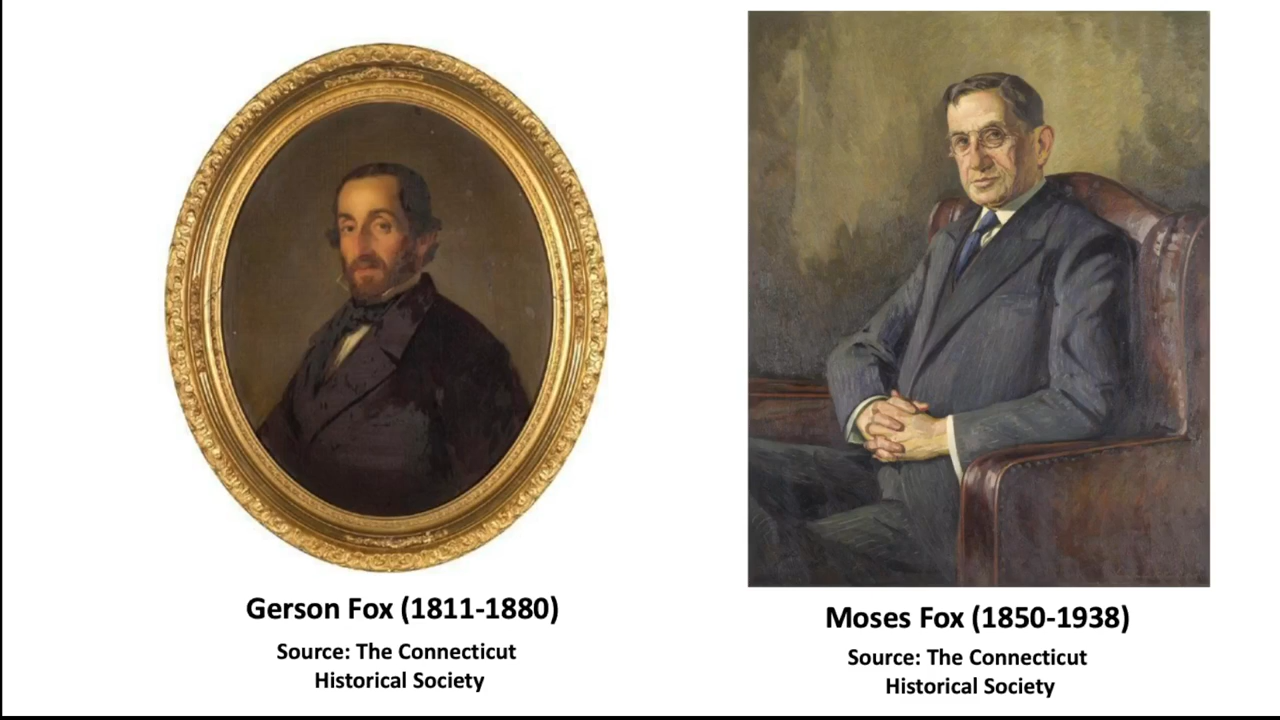 Gerson Fox (1811-1880)
Source: The Connecticut
Historical Society
Moses Fox (1850-1938)
Source: The Connecticut
Historical Society